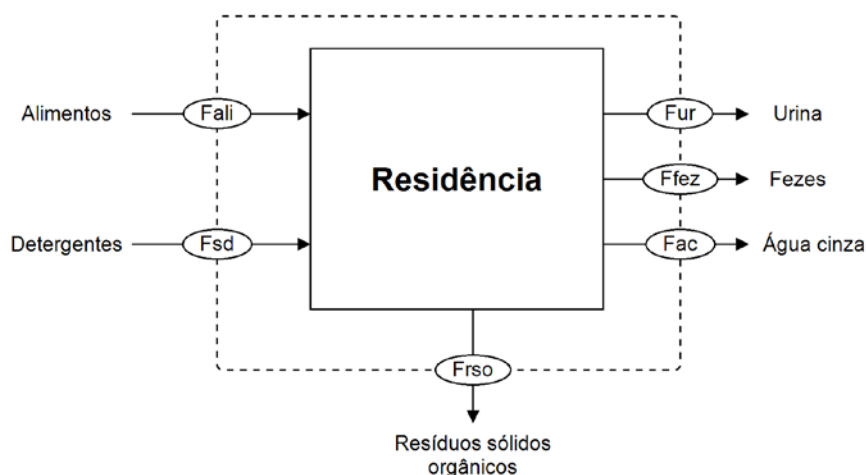 Alimentos
Fali
Fur
Urina
Residência
Ffez
Fezes
Detergentes
Fsd
Fac
Água cinza
Frso
Resíduos sólidos
orgânicos